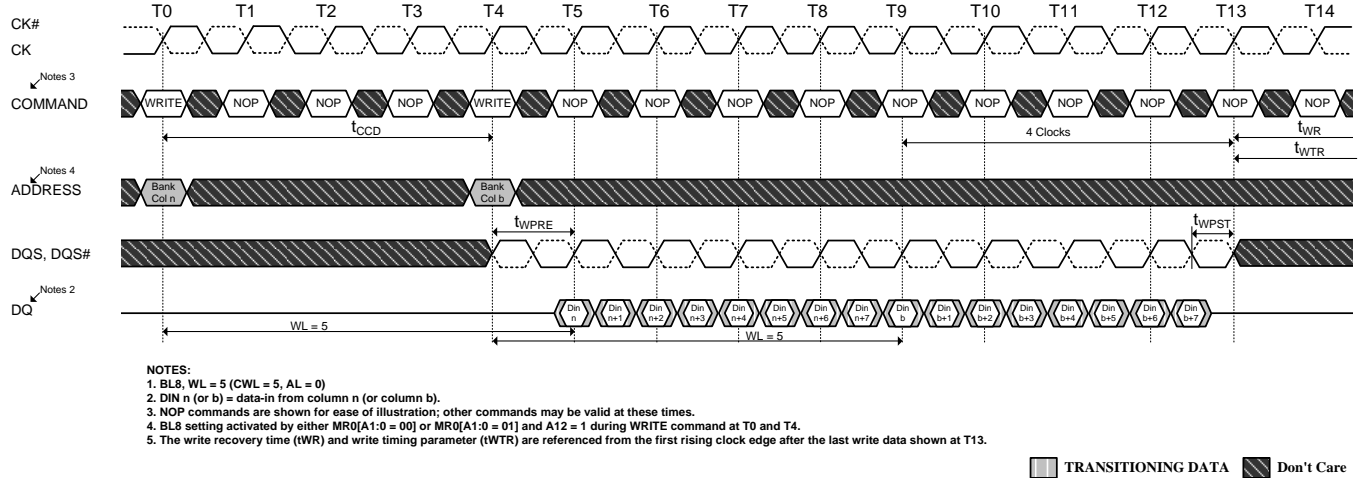 T0 T1 T2 T3 T4 T5 T6 T7 T8 T9 T10 T11 T12 T13 T14
CK#
CK
Notes 3
COMMAND
WRITE NOP NOP NOP WRITE NOP NOP NOP NOP NOP NOP NOP NOP NOP NOP
tCCD
4 Clocks
tWR
tWTR
Notes 4
ADDRESS
Bank Col n
Bank Col b
tWPRE
tWPST
DQS, DQS#
Notes 2
DQ
Din n Din n+1 Din n+2 Din n+3 Din n+4 Din n+5 Din n+6 Din n+7 Din b Din b+1 Din b+2 Din b+3 Din b+4 Din b+5 Din b+6 Din b+7
WL = 5
WL = 5
NOTES:
1. BL8, WL = 5 (CWL = 5, AL = 0)
2. DIN n (or b) = data-in from column n (or column b).
3. NOP commands are shown for ease of illustration; other commands may be valid at these times.
4. BL8 setting activated by either MR0[A1:0 = 00] or MR0[A1:0 = 01] and A12 = 1 during WRITE command at T0 and T4.
5. The write recovery time (tWR) and write timing parameter (tWTR) are referenced from the first rising clock edge after the last write data shown at T13.
TRANSITIONING DATA
Don't Care